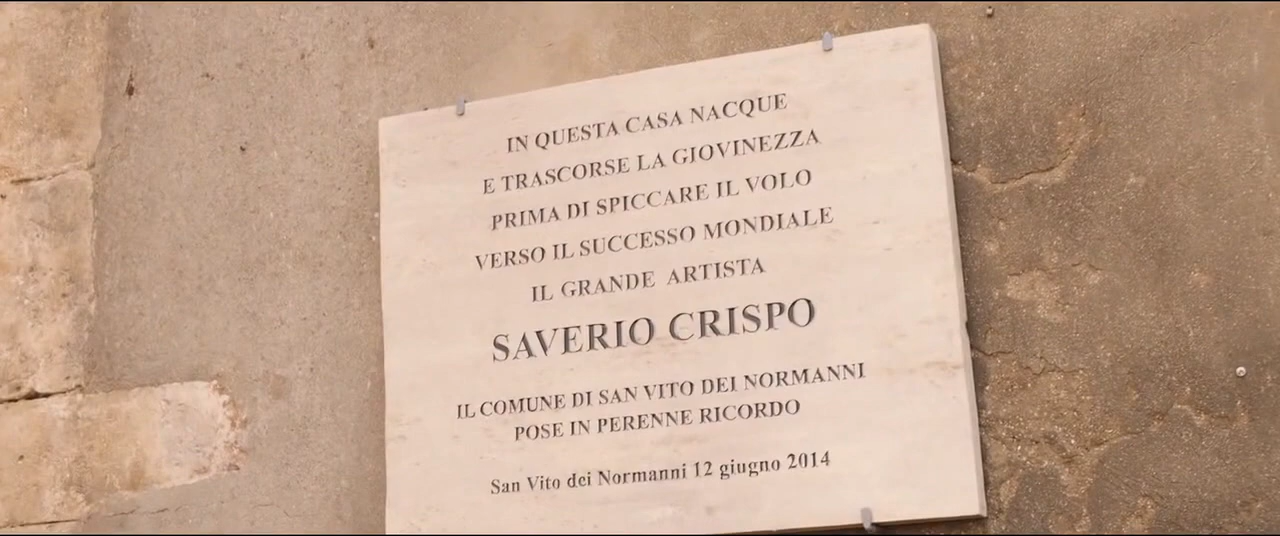 IN QUESTA CASA NACQUE
E TRASCORSE LA GIOVINEZZA
PRIMA DI SPICCARE IL VOLO
VERSO IL SUCCESSO MONDIALE
IL GRANDE ARTISTA
SAVERIO CRISPO
IL COMUNE DI SAN VITO DEI NORMANNI
POSE IN PERENNE RICORDO
San Vito dei Normanni 12 giugno 2014